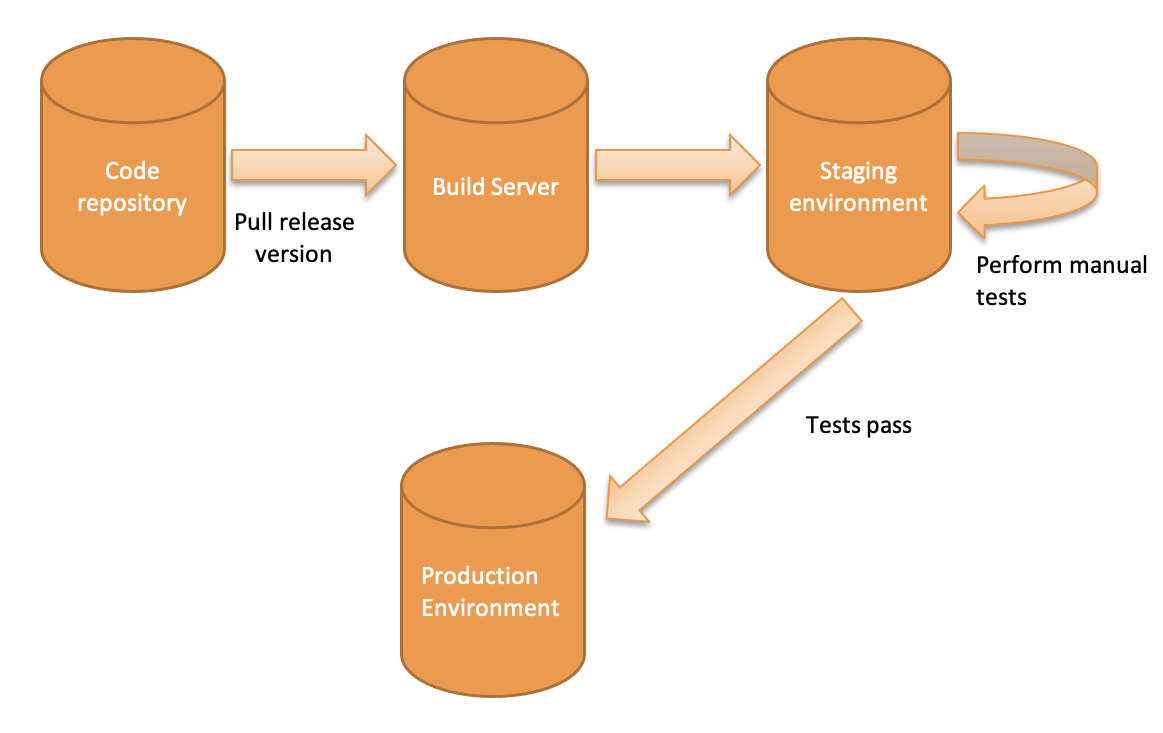 Code
repository
Pull release
version
Build Server
Staging
environment
Perform manual
tests
Tests pass
Production
Environment